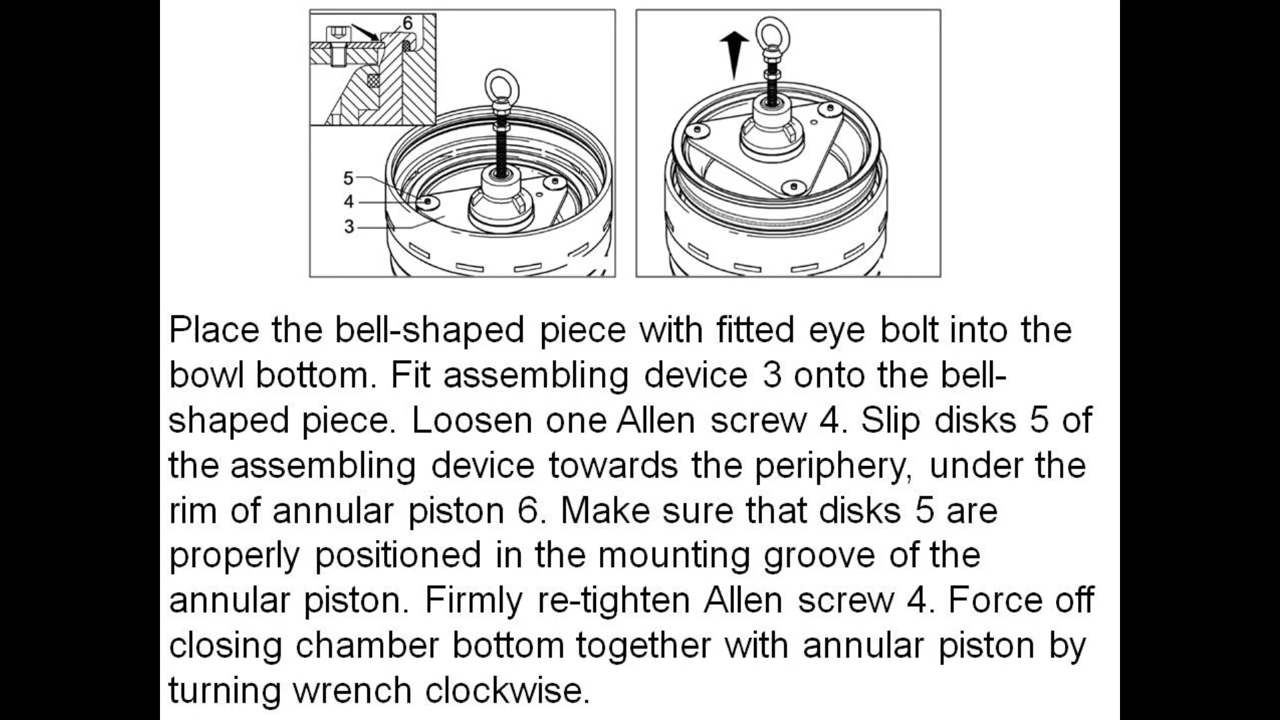 6
5
4
3
Place the bell-shaped piece with fitted eye bolt into the
bowl bottom. Fit assembling device 3 onto the bell-
shaped piece. Loosen one Allen screw 4. Slip disks 5 of
the assembling device towards the periphery, under the
rim of annular piston 6. Make sure that disks 5 are
properly positioned in the mounting groove of the
annular piston. Firmly re-tighten Allen screw 4. Force off
closing chamber bottom together with annular piston by
turning wrench clockwise.